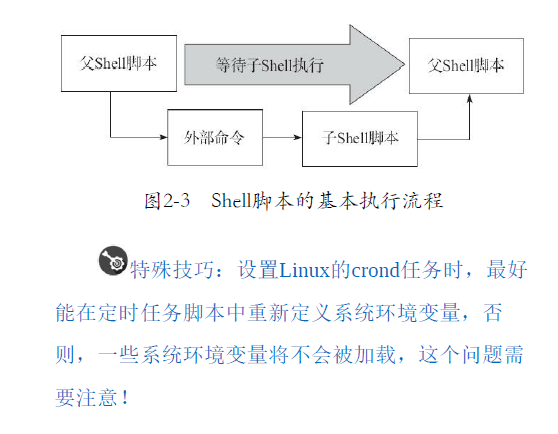 父Shell脚本
等待子Shell执行
父Shell脚本
外部命令
子Shell脚本
图2-3 Shell脚本的基本执行流程
特殊技巧：设置Linux的crond任务时，最好
能在定时任务脚本中重新定义系统环境变量，否
则，一些系统环境变量将不会被加载，这个问题需
要注意！